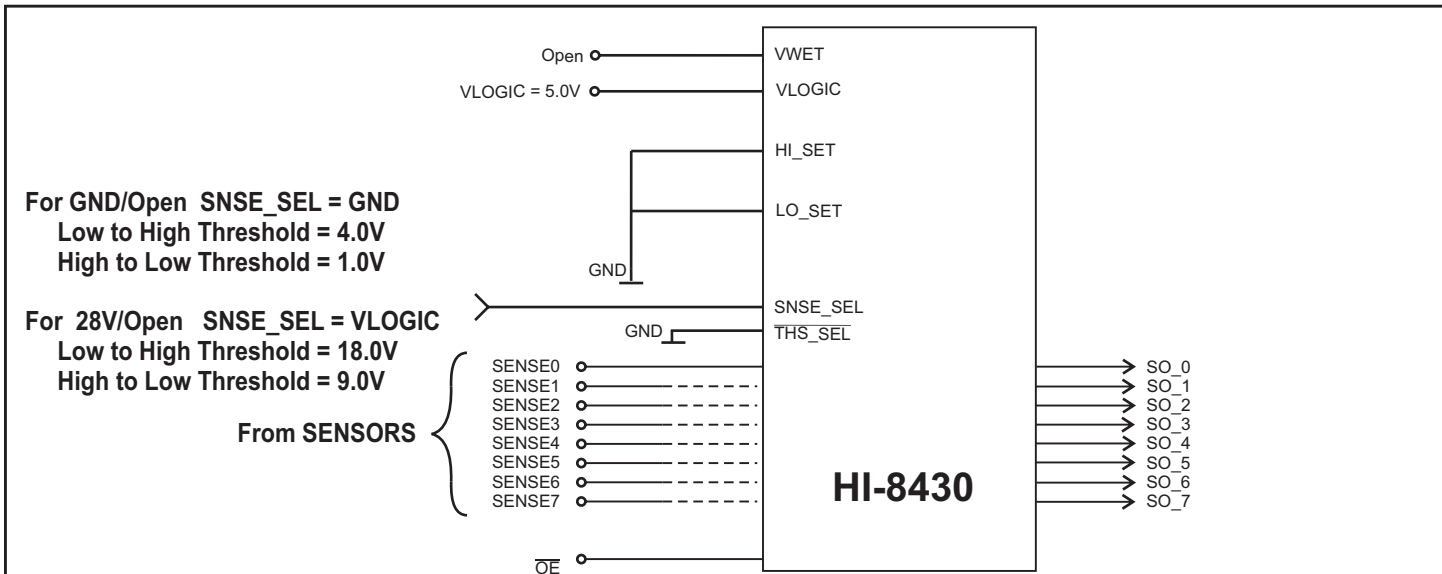 Open VWET
VLOGIC = 5.0V VLOGIC
HI_SET
LO_SET
GND
For GND/Open SNSE_SEL = GND
Low to High Threshold = 4.0V
High to Low Threshold = 1.0V
For 28V/Open SNSE_SEL = VLOGIC
Low to High Threshold = 18.0V
High to Low Threshold = 9.0V
From SENSORS
SNSE_SEL
GND THS_SEL
SENSE0 SO_0
SENSE1 SO_1
SENSE2 SO_2
SENSE3 SO_3
SENSE4 SO_4
SENSE5 SO_5
SENSE6 SO_6
SENSE7 SO_7
HI-8430
OE